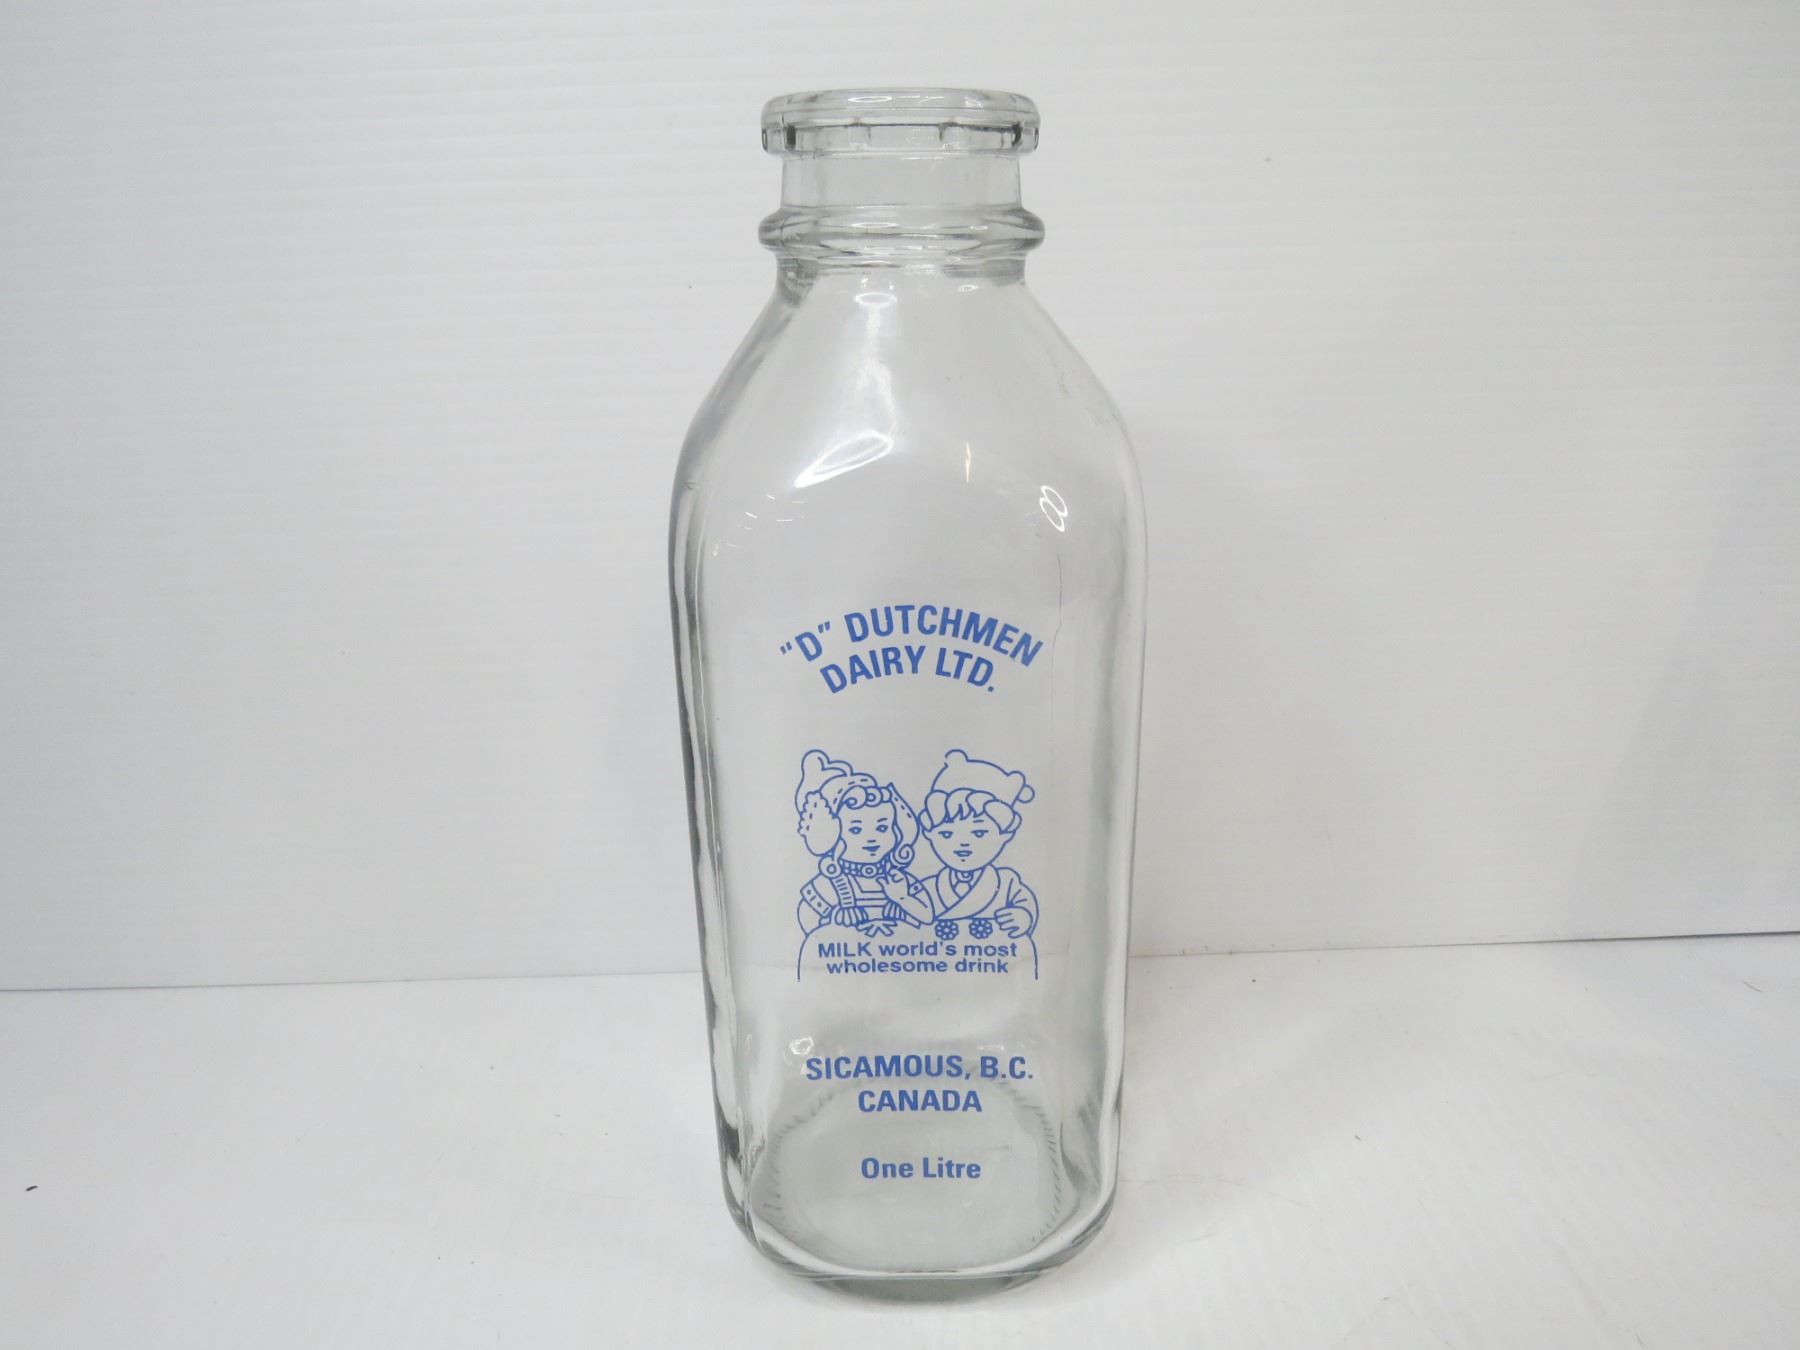 "D" DUTCHMEN
DAIRY LTD.
MILK world's most
wholesome drink
SICAMOUS, B.C.
CANADA
One Litre